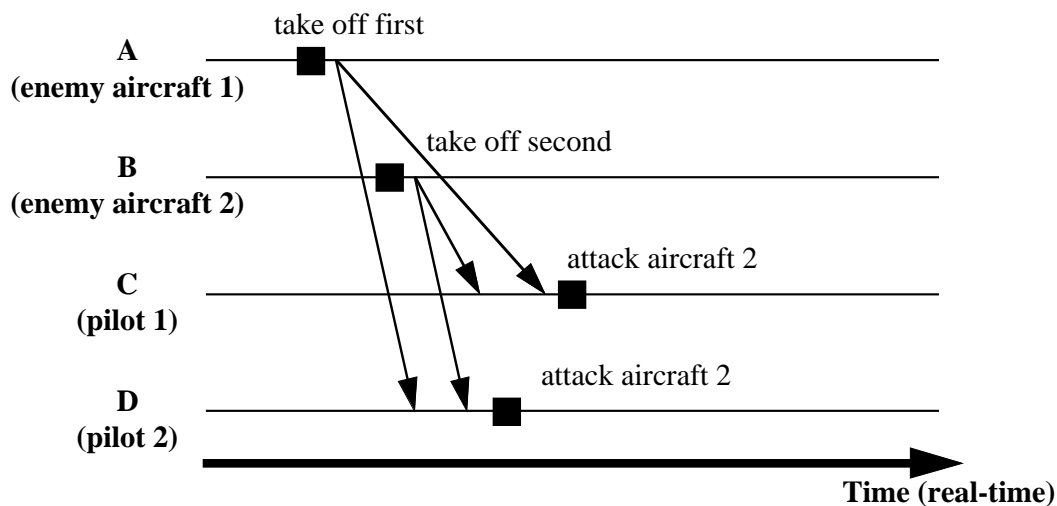 take off first
A
(enemy aircraft 1)
take off second
B
(enemy aircraft 2)
attack aircraft 2
C
(pilot 1)
attack aircraft 2
D
(pilot 2)
Time (real-time)